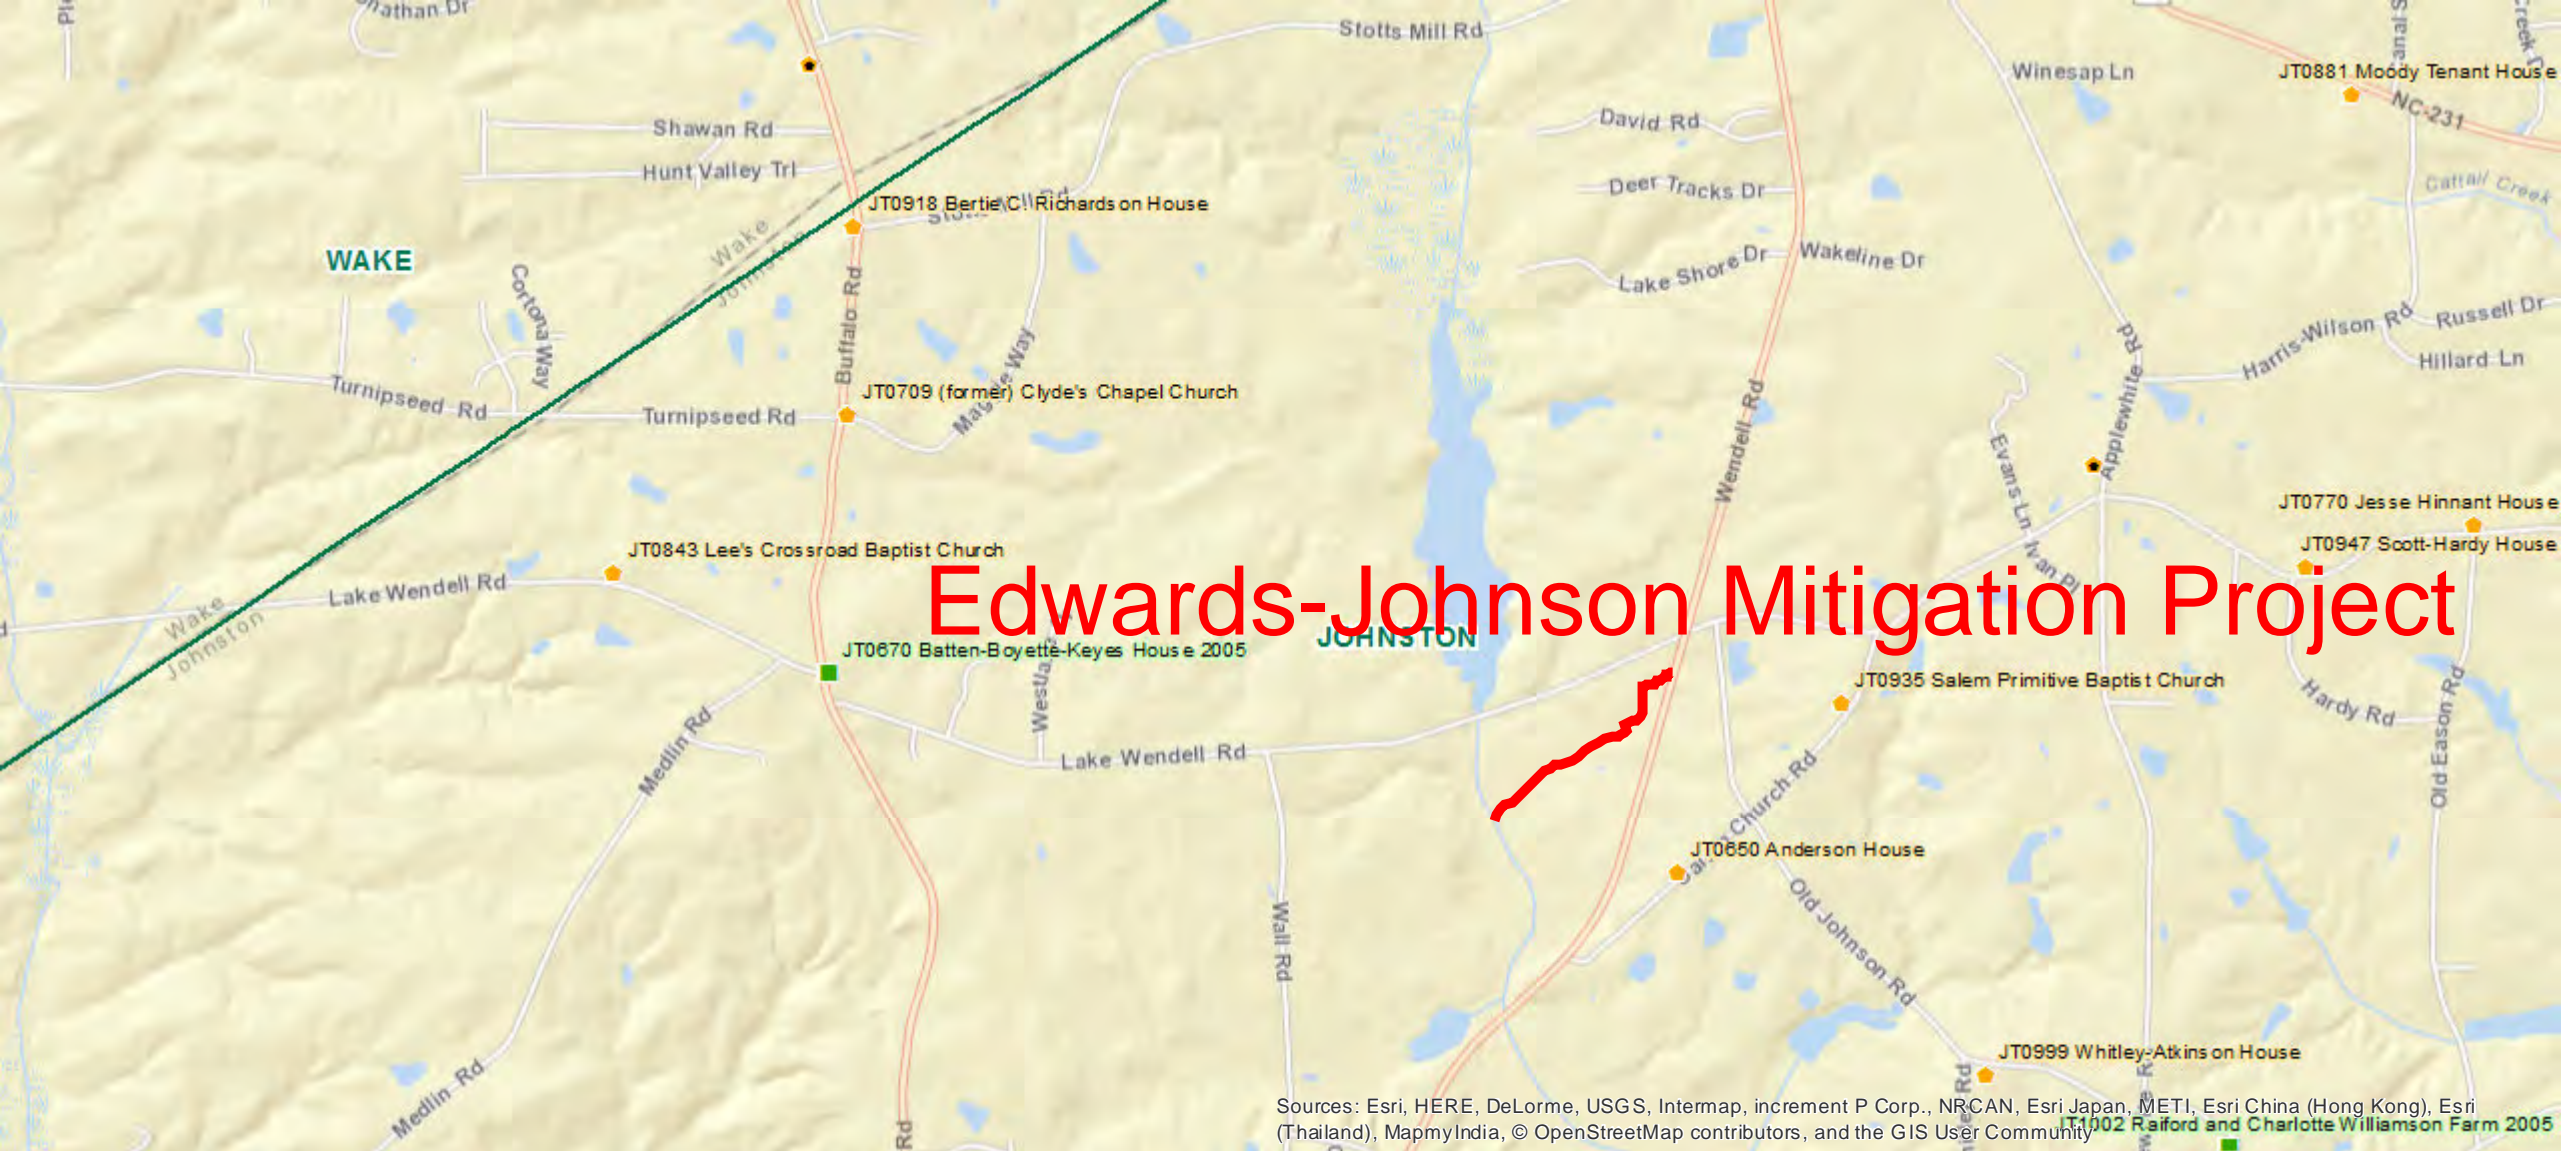 Stotts Mill Rd
Winesap Ln
JT0881 Moody Tenant House
NC-231
David Rd
Shawan Rd
Hunt Valley Trl
Deer Tracks Dr
Cattail Creek
JT0918 Bertie C. Richardson House
Wake
Johnston
WAKE
Lake Shore Dr
Wakeline Dr
Cortona Way
Buffalo Rd
Harris-Wilson Rd
Russell Dr
Hillard Ln
Turnipseed Rd
Turnipseed Rd
JT0709 (former) Clyde's Chapel Church
Wendell Rd
Applewhite Rd
Evans Ln
Ivan Pl
JT0770 Jesse Hinnant House
JT0947 Scott-Hardy House
JT0843 Lee's Crossroad Baptist Church
Lake Wendell Rd
Wake
Johnston
Edwards-Johnson Mitigation Project
JOHNSTON
JT0670 Batten-Boyette-Keyes House 2005
JT0935 Salem Primitive Baptist Church
Hardy Rd
Old Eason Rd
Medlin Rd
Lake Wendell Rd
Church Rd
JT0650 Anderson House
Old Johnson Rd
Wall Rd
JT0999 Whitley-Atkinson House
Medlin Rd
Rd
Rd
Sources: Esri, HERE, DeLorme, USGS, Intermap, increment P Corp., NRCAN, Esri Japan, METI, Esri China (Hong Kong), Esri
(Thailand), MapmyIndia, © OpenStreetMap contributors, and the GIS User Community
JT1002 Raiford and Charlotte Williamson Farm 2005